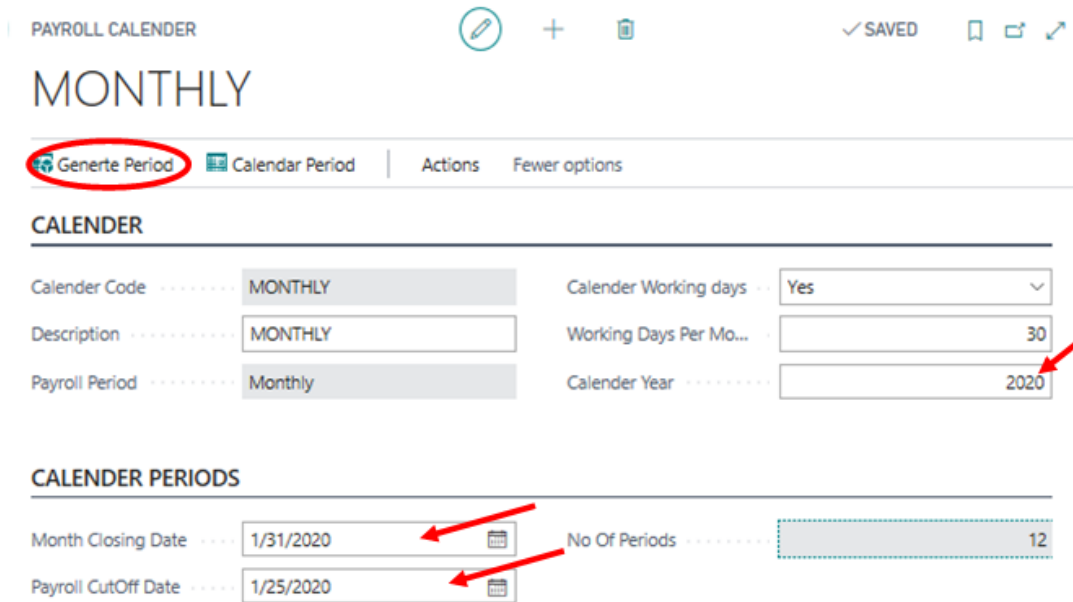 PAYROLL CALENDER
SAVED
MONTHLY
Generte Period Calendar Period Actions Fewer options
CALENDER
Calender Code MONTHLY Calender Working days Yes
Description MONTHLY Working Days Per Mo... 30
Payroll Period Monthly Calender Year 2020
CALENDER PERIODS
Month Closing Date 1/31/2020 No Of Periods 12
Payroll CutOff Date 1/25/2020